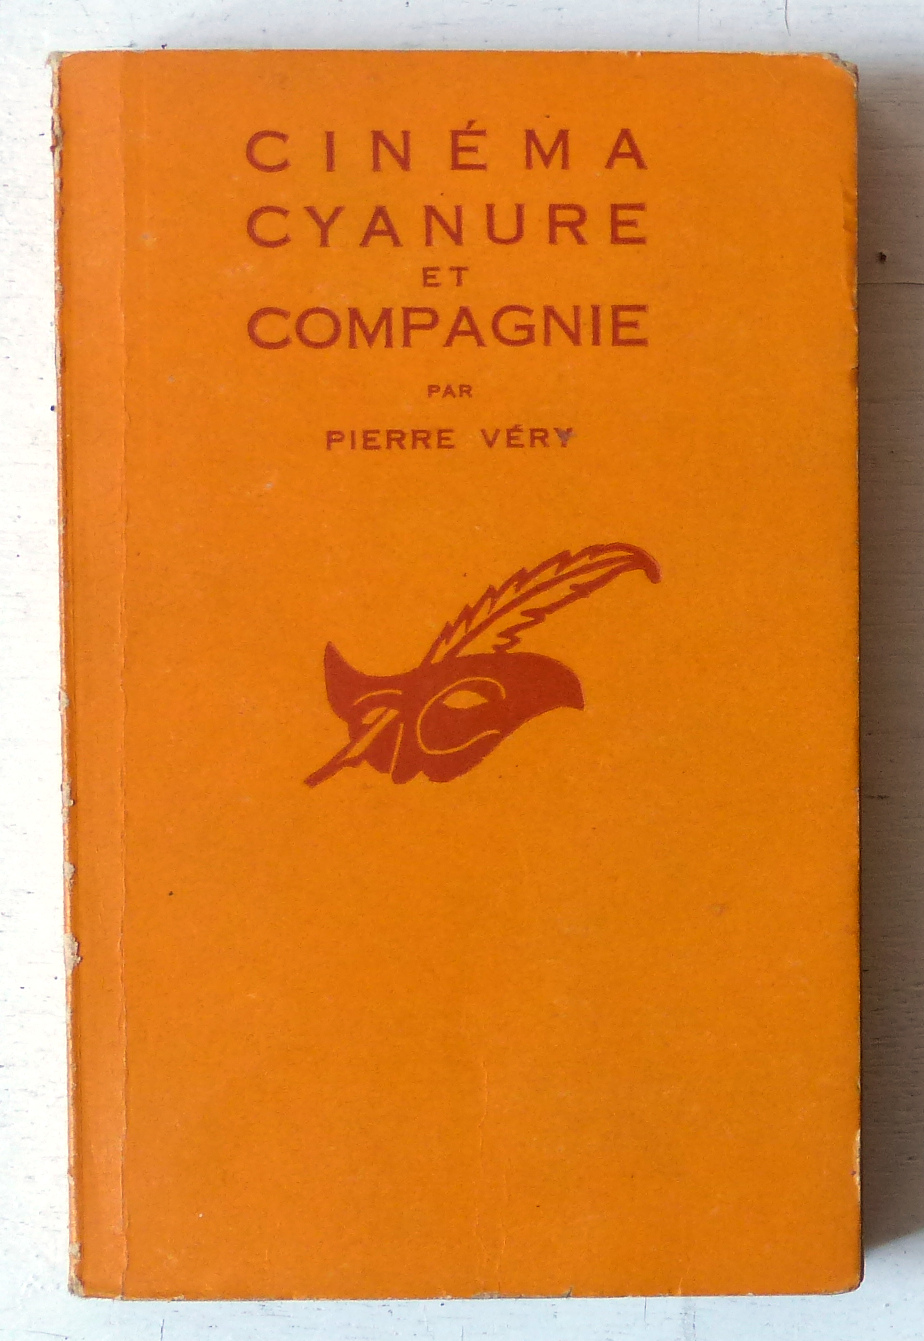 CINÉMA
CYANURE
ET
COMPAGNIE
PAR
PIERRE VÉRY